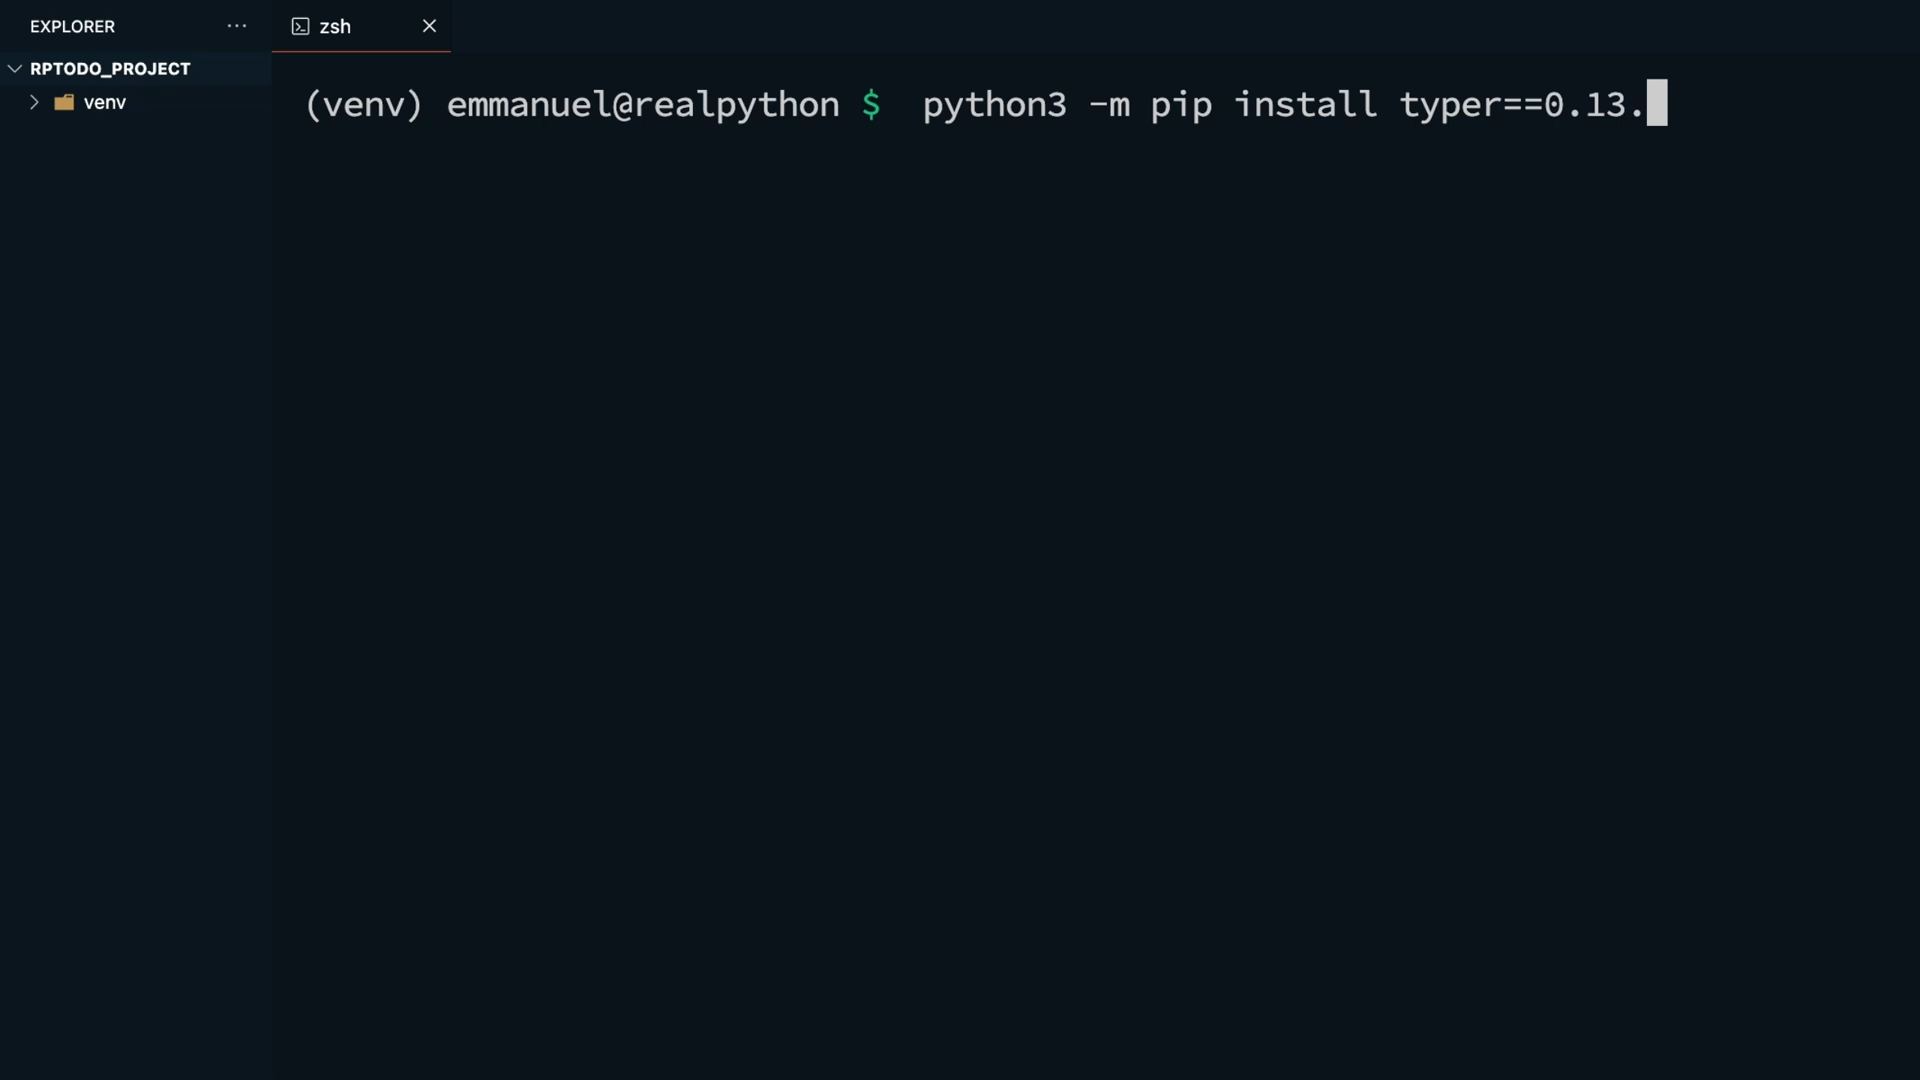 EXPLORER ...
zsh
RPTODO_PROJECT
venv
(venv) emmanuel@realpython $  python3 -m pip install typer==0.13.